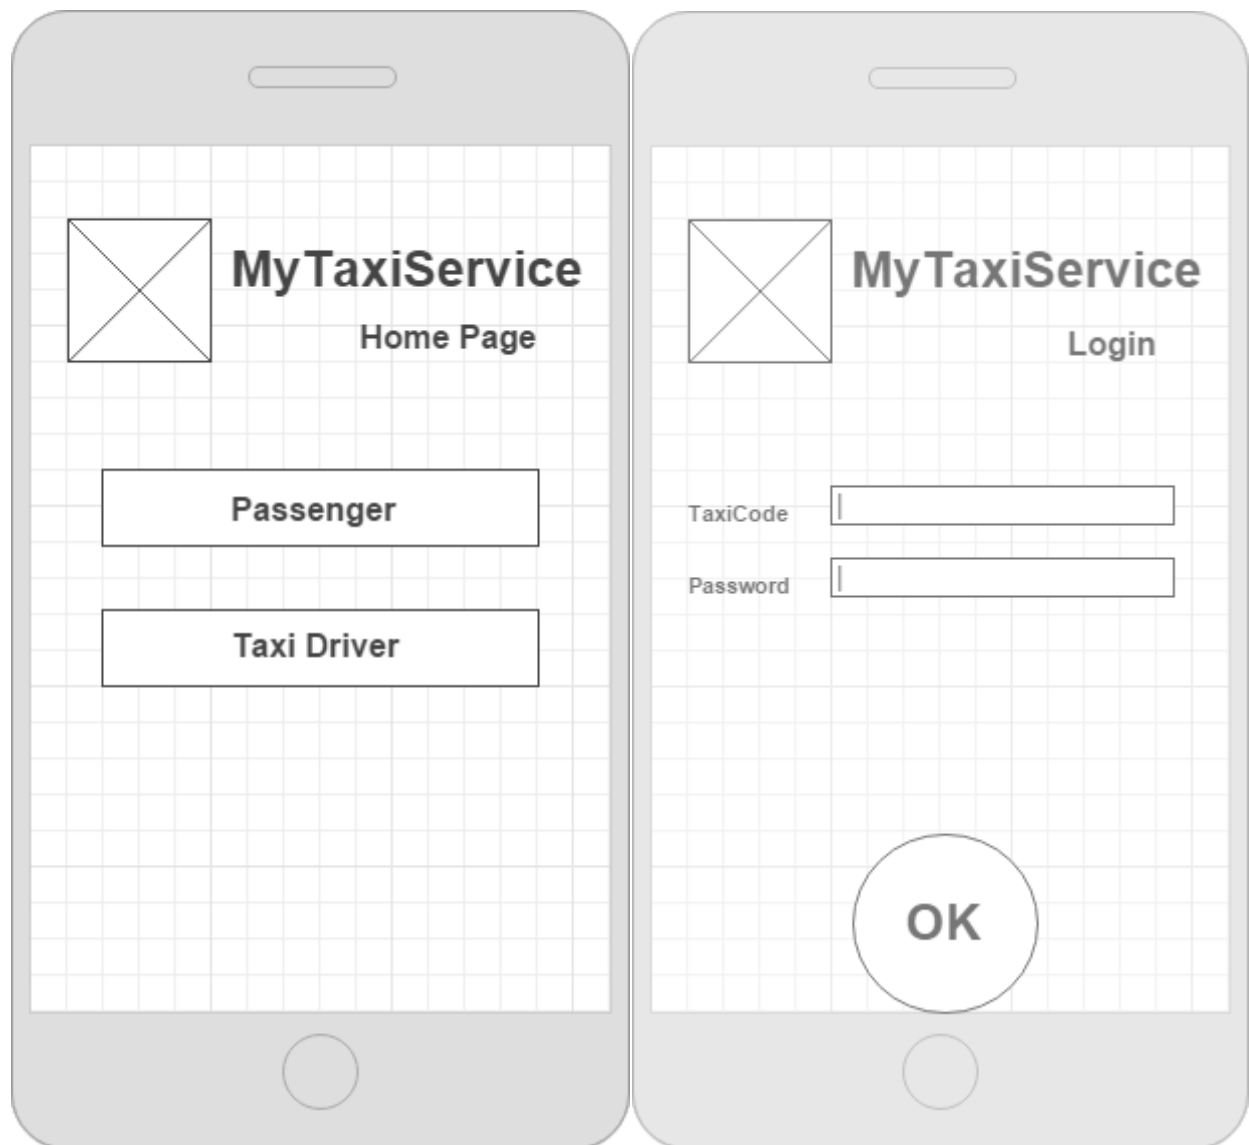 MyTaxiService
Home Page
Passenger
Taxi Driver
MyTaxiService
Login
TaxiCode
Password
OK